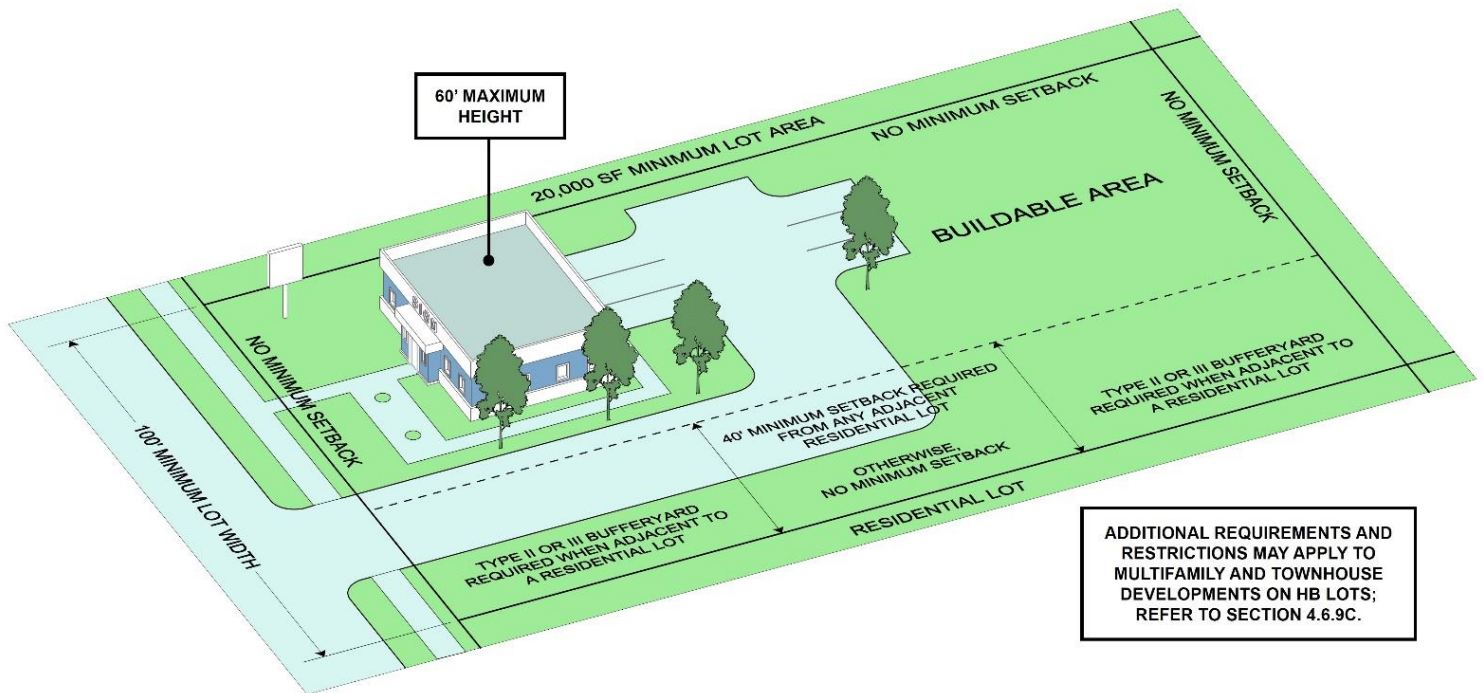 60’ MAXIMUM
HEIGHT
20,000 SF MINIMUM LOT AREA
NO MINIMUM SETBACK
NO MINIMUM SETBACK
BUILDABLE AREA
SIGN
NO MINIMUM SETBACK
100’ MINIMUM LOT WIDTH
40’ MINIMUM SETBACK REQUIRED
FROM ANY ADJACENT
RESIDENTIAL LOT
OTHERWISE,
NO MINIMUM SETBACK
TYPE II OR III BUFFERYARD
REQUIRED WHEN ADJACENT TO
A RESIDENTIAL LOT
TYPE II OR III BUFFERYARD
REQUIRED WHEN ADJACENT TO
A RESIDENTIAL LOT
RESIDENTIAL LOT
ADDITIONAL REQUIREMENTS AND
RESTRICTIONS MAY APPLY TO
MULTIFAMILY AND TOWNHOUSE
DEVELOPMENTS ON HB LOTS;
REFER TO SECTION 4.6.9C.